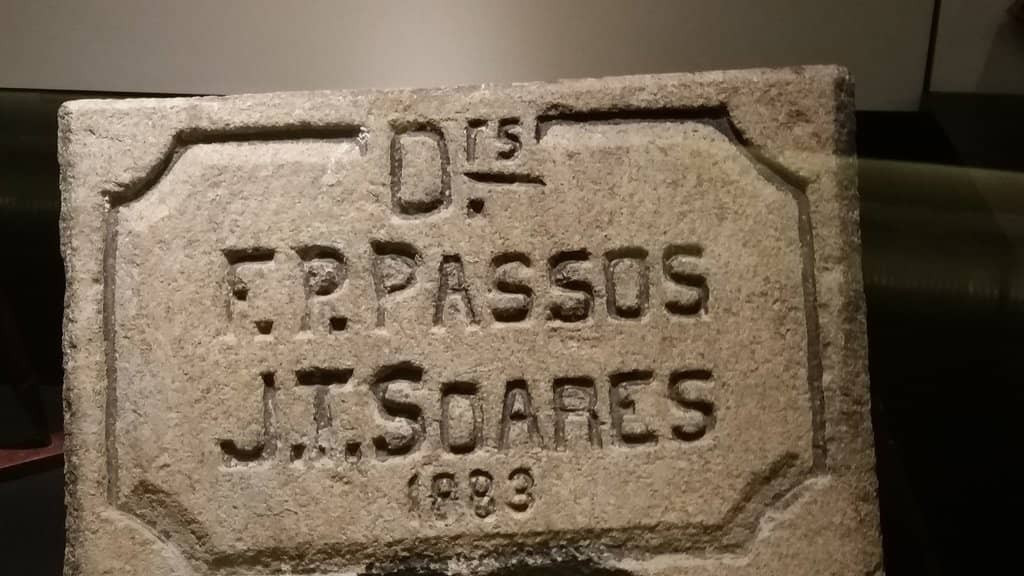 Drs.
F.P. PASSOS
J.T. SOARES
1883